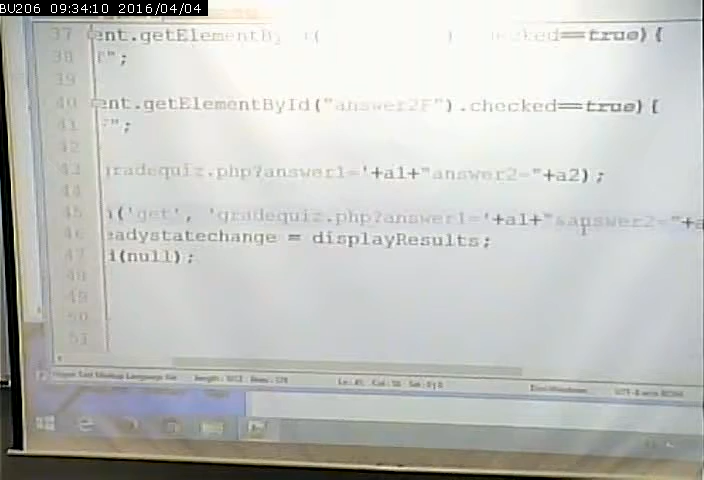 BU206 09:34:10 2016/04/04
37 ent.getElementBy ( ) checked==true){
38 ";
39
40 ent.getElementById("answer2F").checked==true){
41 ";
42
43 gradequiz.php?answer1='+a1+"answer2="+a2);
44
45 ('get', 'gradequiz.php?answer1='+a1+"&answer2="+a
46 eadystatechange = displayResults;
47 (null);
48
49
50
51